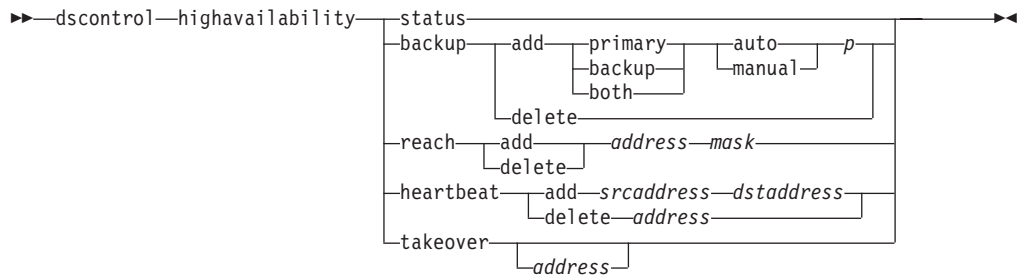 dscontrol highavailability status
backup add primary auto p
backup manual
both
delete
reach add address mask
delete
heartbeat add srcaddress dstaddress
delete address
takeover
address